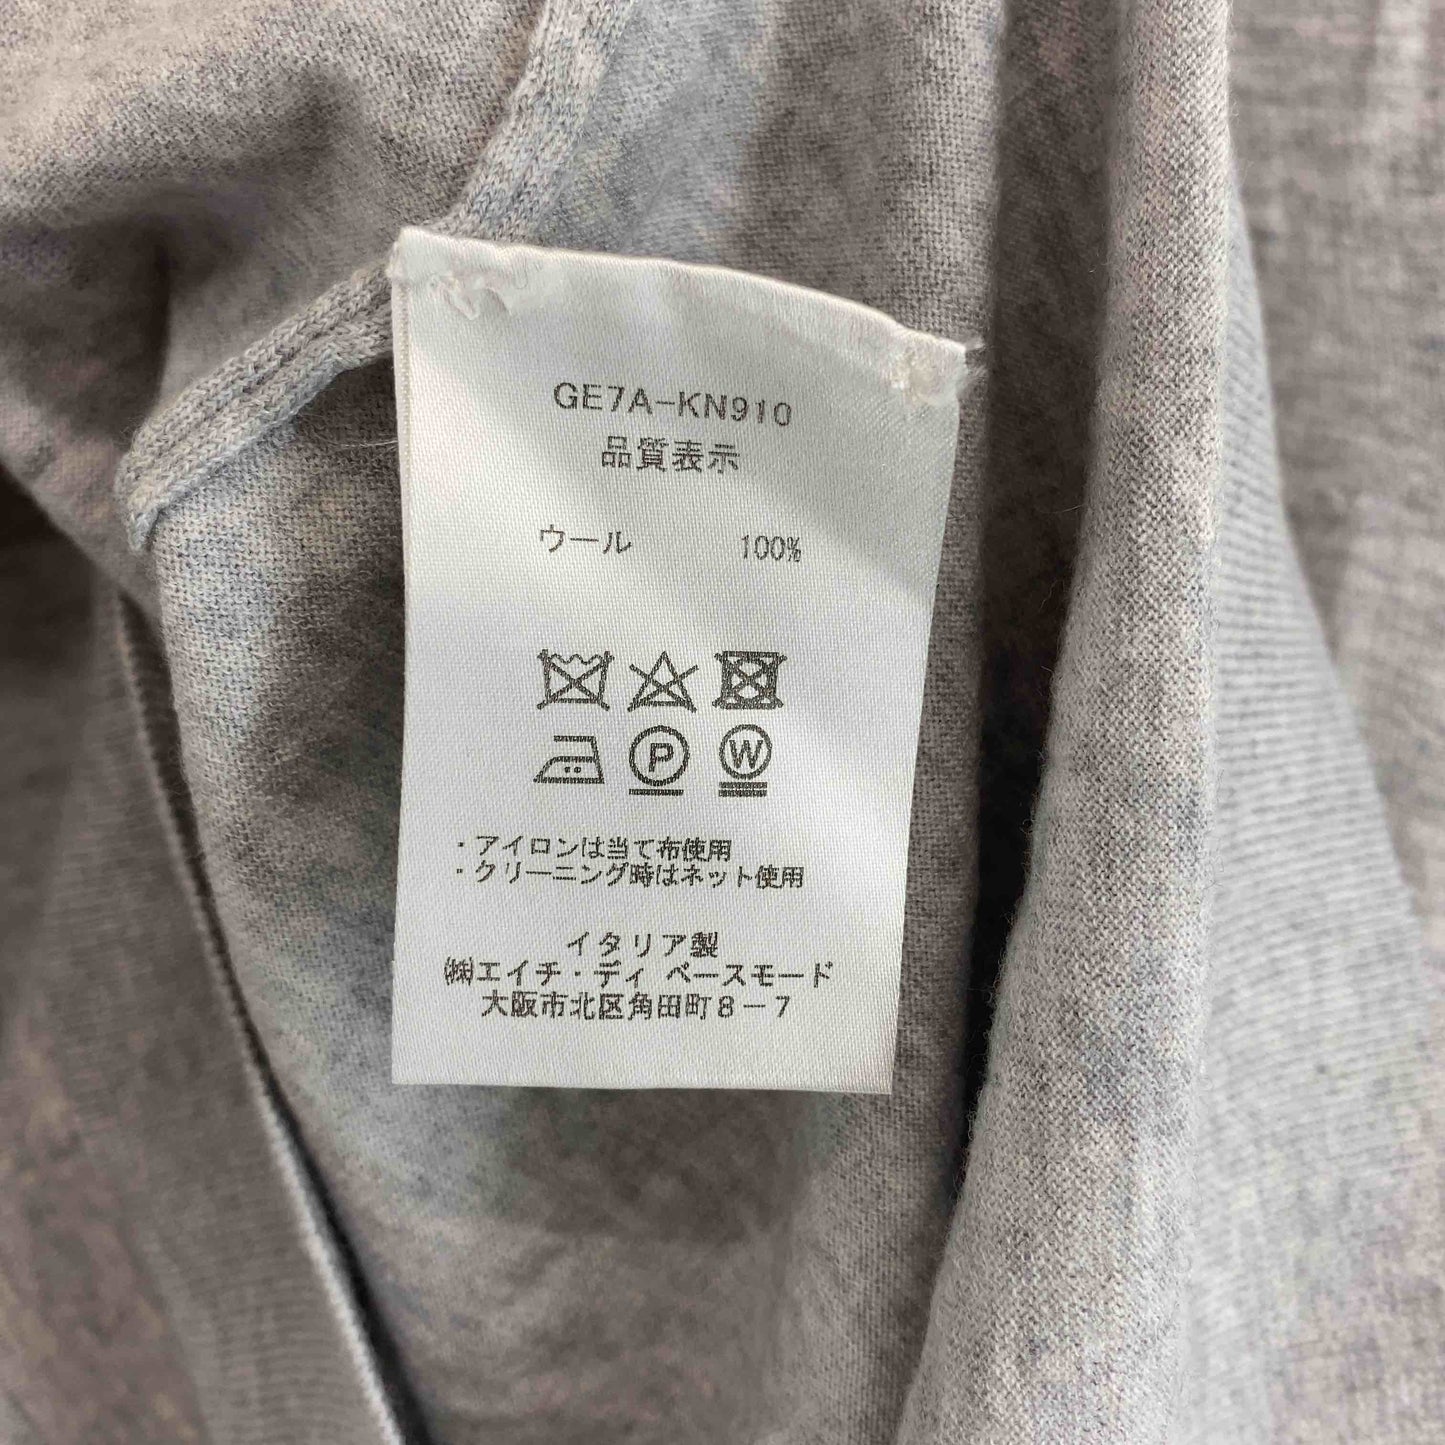 GE7A-KN910
品質表示
ウール 100%
P W
・アイロンは当て布使用
・クリーニング時はネット使用
イタリア製
㈱エイチ・ディ ベースモード
大阪市北区角田町8-7